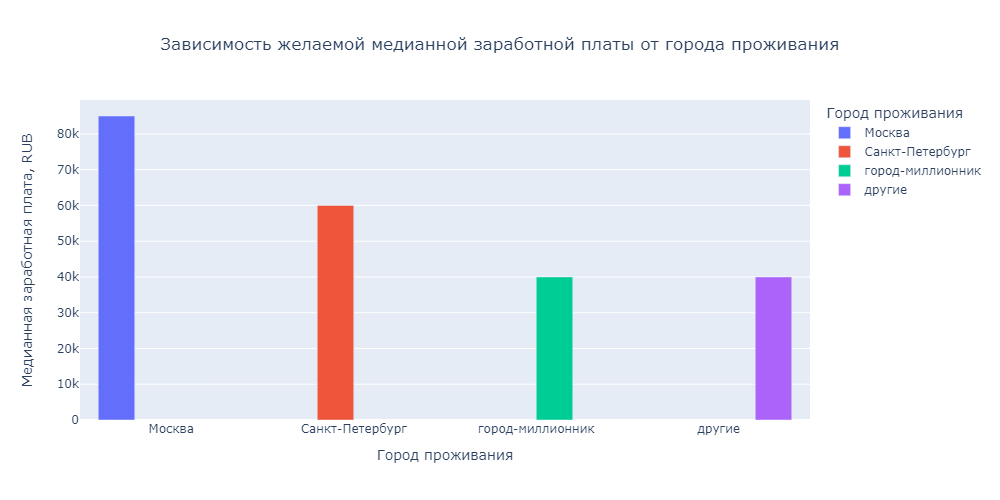 Зависимость желаемой медианной заработной платы от города проживания
Медианная заработная плата, RUB
80k
70k
60k
50k
40k
30k
20k
10k
0
Москва
Санкт-Петербург
город-миллионник
другие
Город проживания
Город проживания
Москва
Санкт-Петербург
город-миллионник
другие